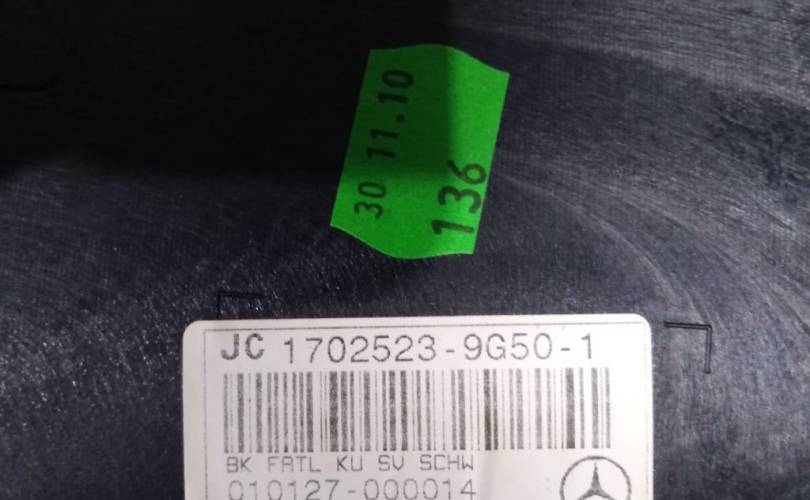 30 11.10
136
JC 1702523-9G50-1
BK FATL KU SV SCHW
010127-000014